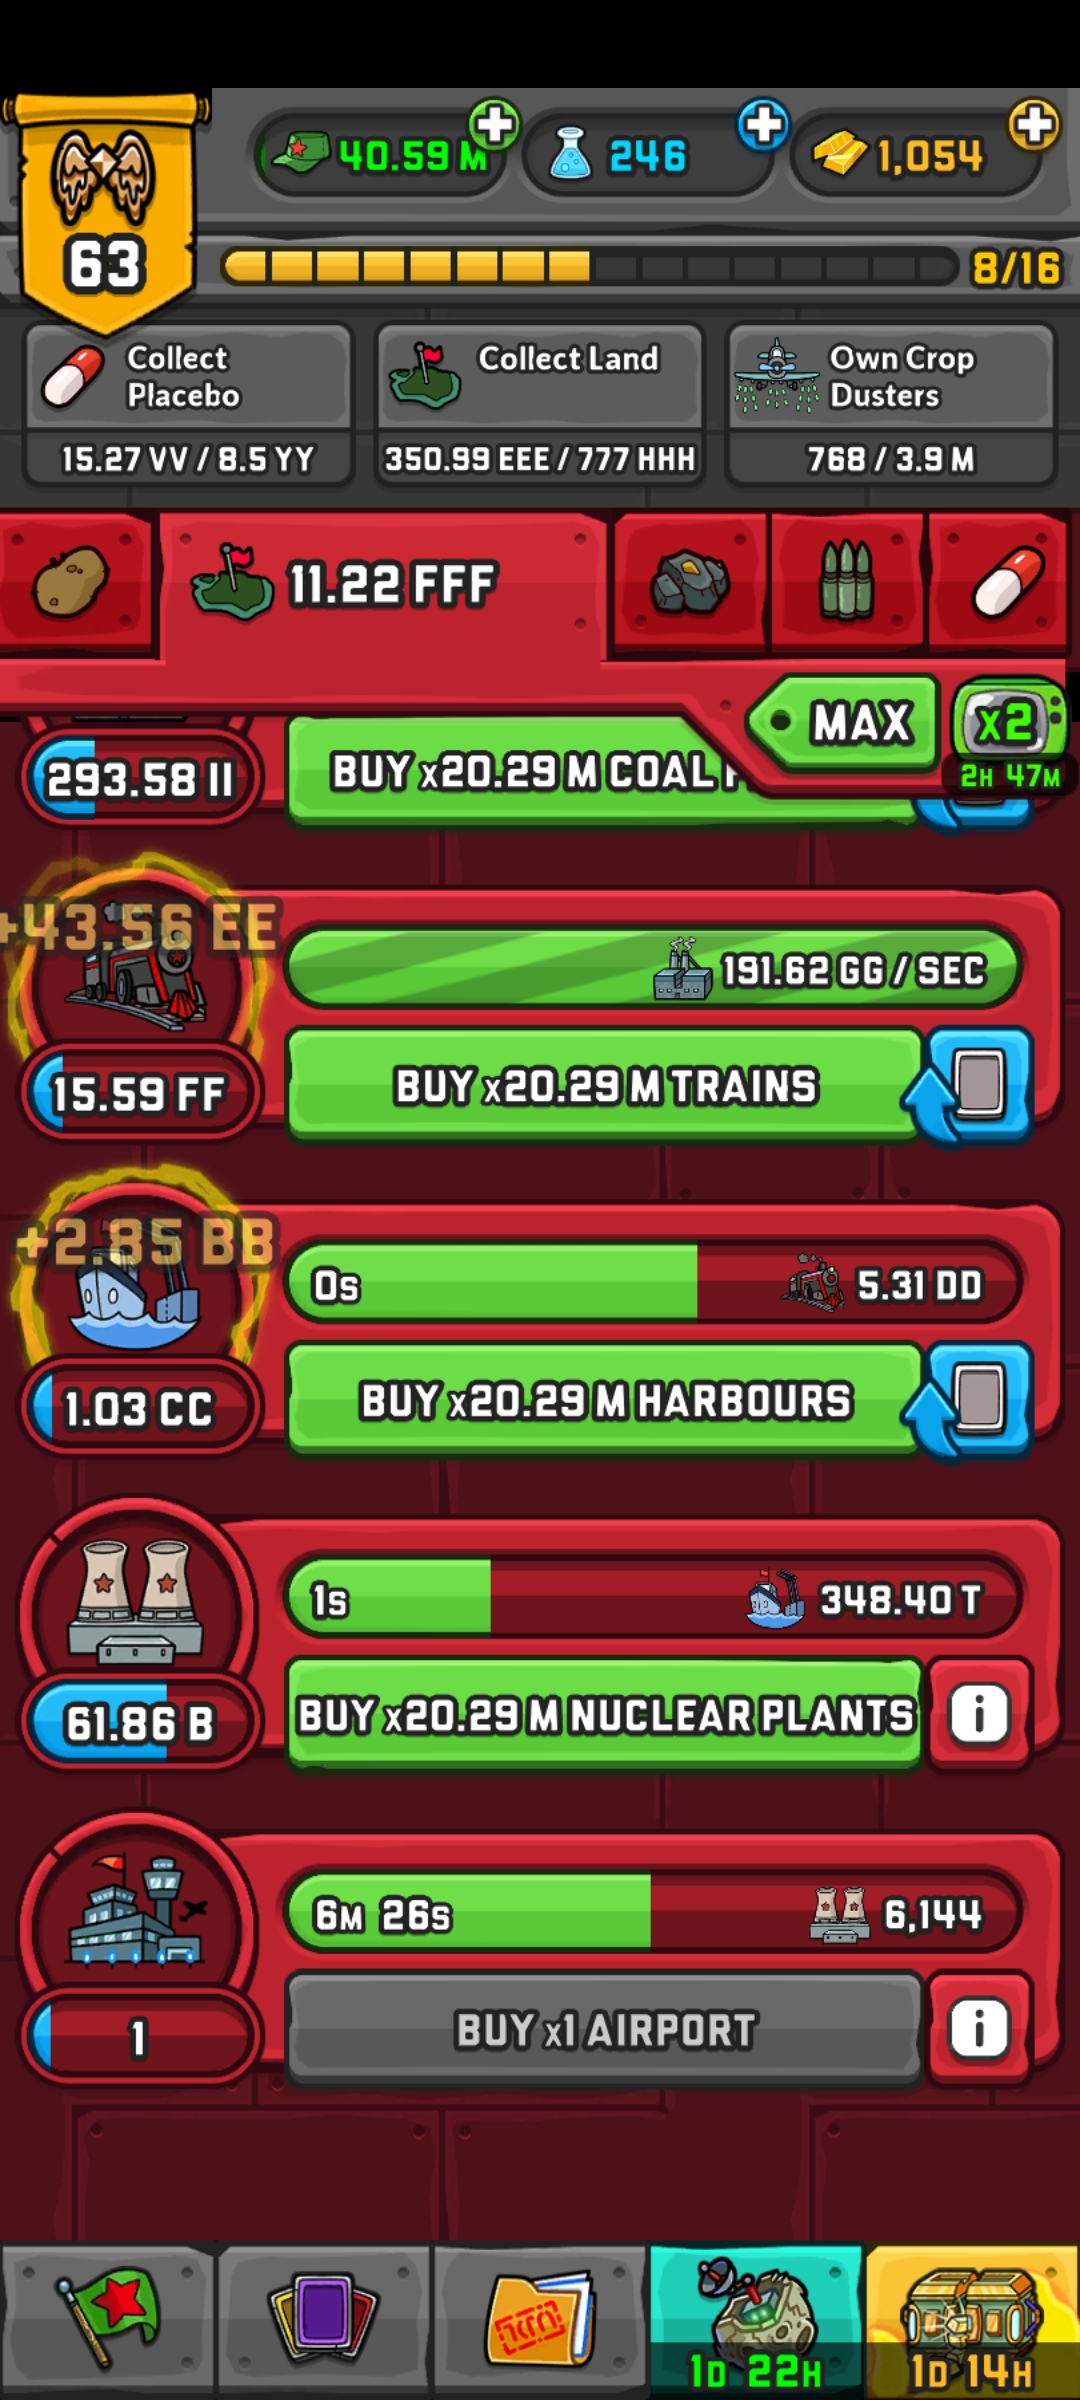 40.59 M
246
1,054
63
8/16
Collect Placebo
15.27 VV / 8.5 YY
Collect Land
350.99 EEE / 777 HHH
Own Crop Dusters
768 / 3.9 M
11.22 FFF
MAX
x2
2H 47M
293.58 II
BUY x20.29 M COAL
+43.56 EE
191.62 GG / SEC
15.59 FF
BUY x20.29 M TRAINS
+2.85 BB
0s
5.31 DD
1.03 CC
BUY x20.29 M HARBOURS
1s
348.40 T
61.86 B
BUY x20.29 M NUCLEAR PLANTS
i
6M 26s
6,144
1
BUY x1 AIRPORT
i
1D 22H
1D 14H